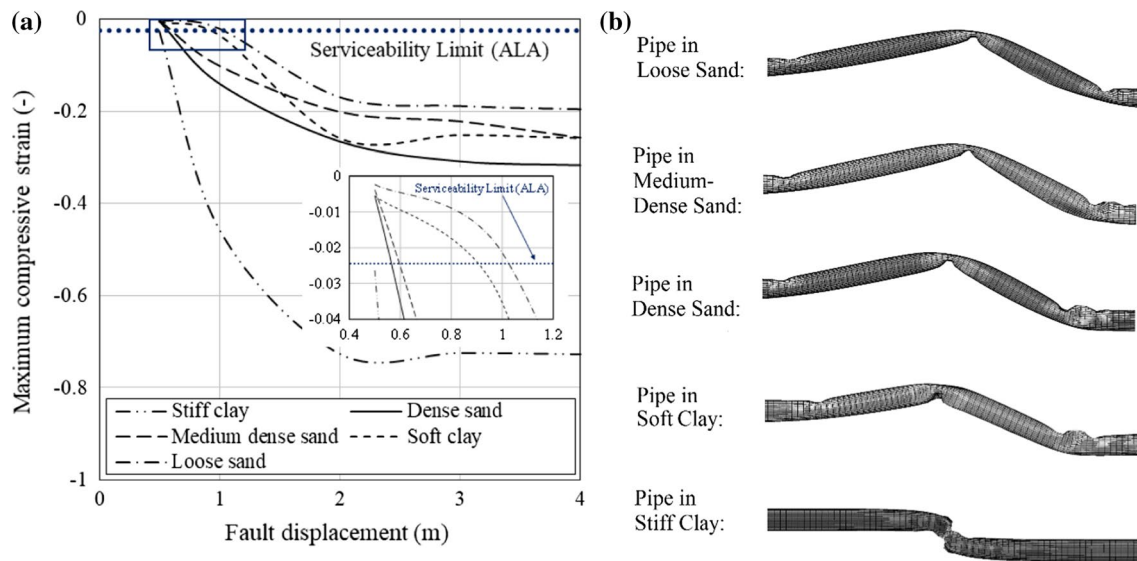 (a)
Maximum compressive strain (-)
0
-0.2
-0.4
-0.6
-0.8
-1
Serviceability Limit (ALA)
0
-0.01
-0.02
-0.03
-0.04
Serviceability Limit (ALA)
0.4 0.6 0.8 1 1.2
Stiff clay Dense sand
Medium dense sand Soft clay
Loose sand
0 1 2 3 4
Fault displacement (m)
(b)
Pipe in
Loose Sand:
Pipe in
Medium-
Dense Sand:
Pipe in
Dense Sand:
Pipe in
Soft Clay:
Pipe in
Stiff Clay: